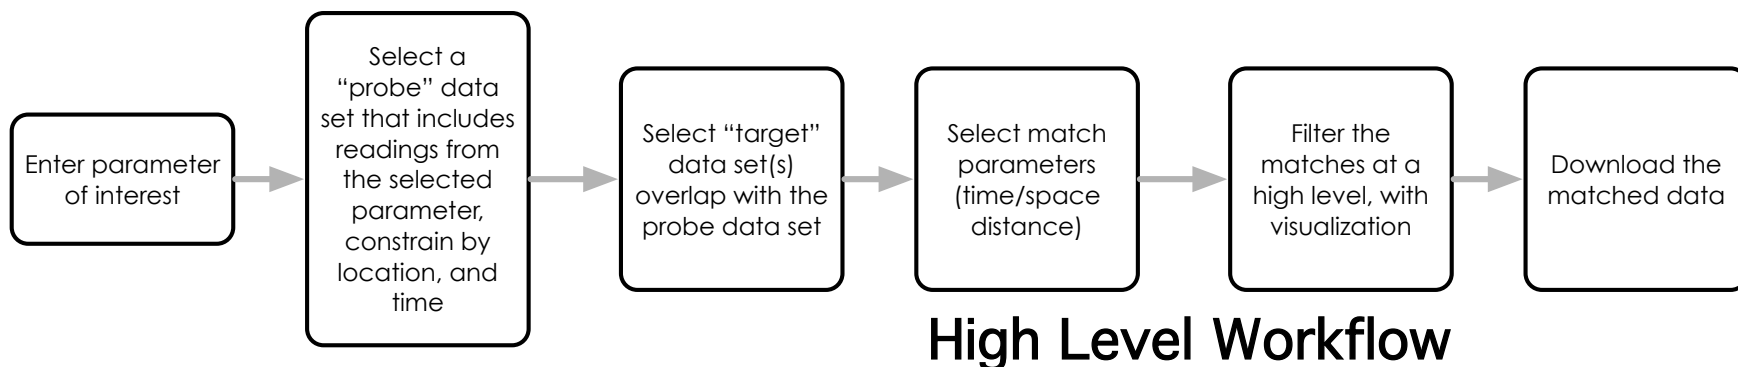 Enter parameter
of interest
Select a
“probe” data
set that includes
readings from
the selected
parameter,
constrain by
location, and
time
Select “target”
data set(s)
overlap with the
probe data set
Select match
parameters
(time/space
distance)
Filter the
matches at a
high level, with
visualization
Download the
matched data
High Level Workflow